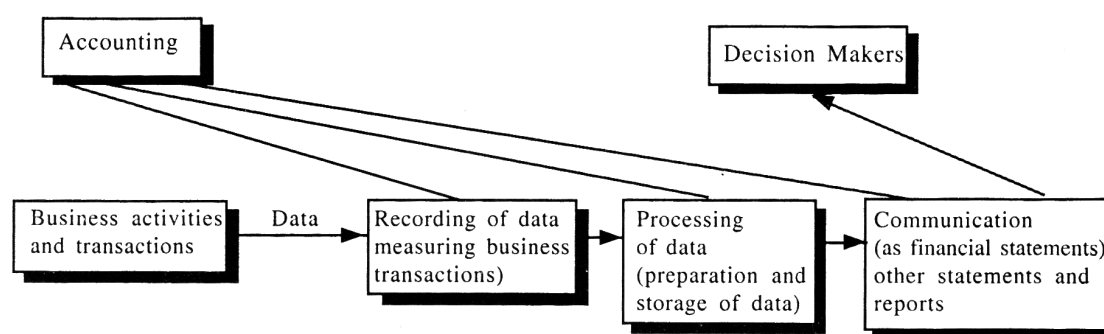 Accounting
Decision Makers
Business activities
and transactions
Data
Recording of data
measuring business
transactions)
Processing
of data
(preparation and
storage of data)
Communication
(as financial statements)
other statements and
reports